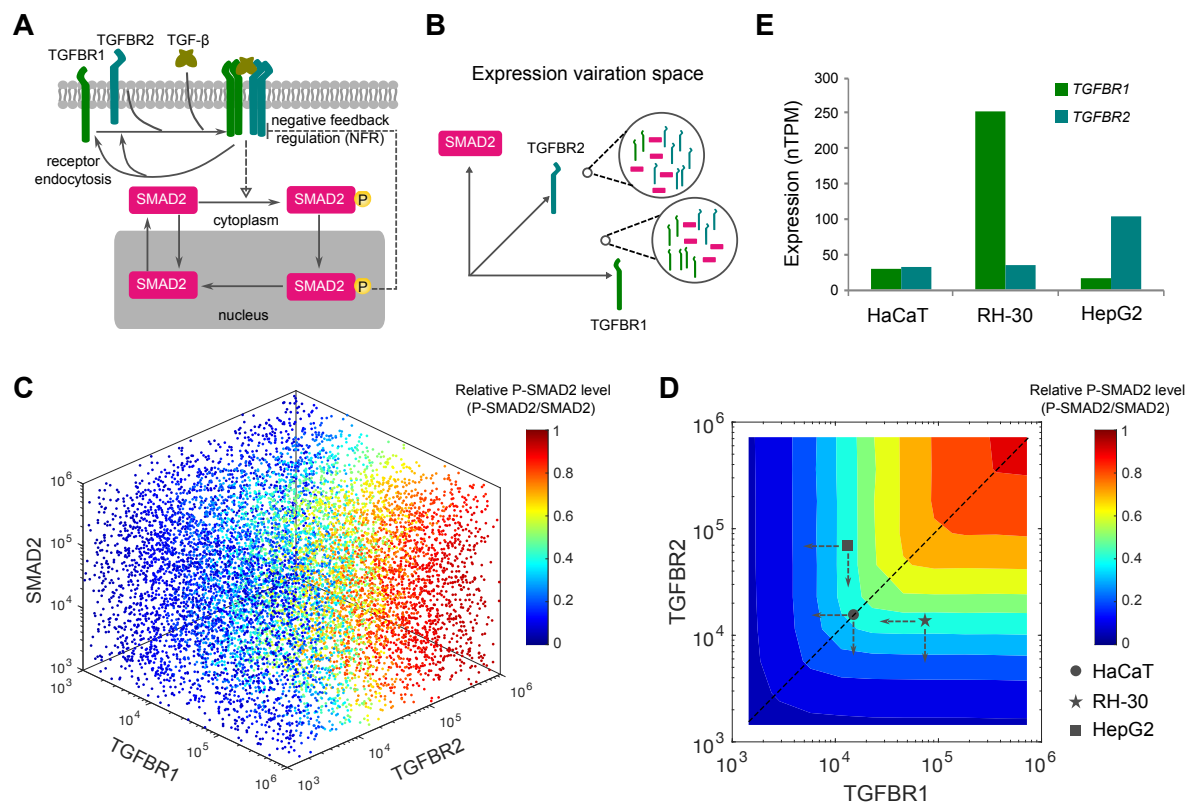 A
TGFBR1
TGFBR2
TGF-β
negative feedback
regulation (NFR)
receptor
endocytosis
SMAD2
SMAD2
P
cytoplasm
SMAD2
SMAD2
P
nucleus
B
Expression vairation space
SMAD2
TGFBR2
TGFBR1
E
Expression (nTPM)
300
250
200
150
100
50
0
TGFBR1
TGFBR2
HaCaT
RH-30
HepG2
C
Relative P-SMAD2 level
(P-SMAD2/SMAD2)
1
0.8
0.6
0.4
0.2
0
SMAD2
10^6
10^5
10^4
10^3
10^3
10^4
10^5
10^6
TGFBR1
10^3
10^4
10^5
10^6
TGFBR2
D
Relative P-SMAD2 level
(P-SMAD2/SMAD2)
1
0.8
0.6
0.4
0.2
0
TGFBR2
10^6
10^5
10^4
10^3
10^3
10^4
10^5
10^6
TGFBR1
HaCaT
RH-30
HepG2